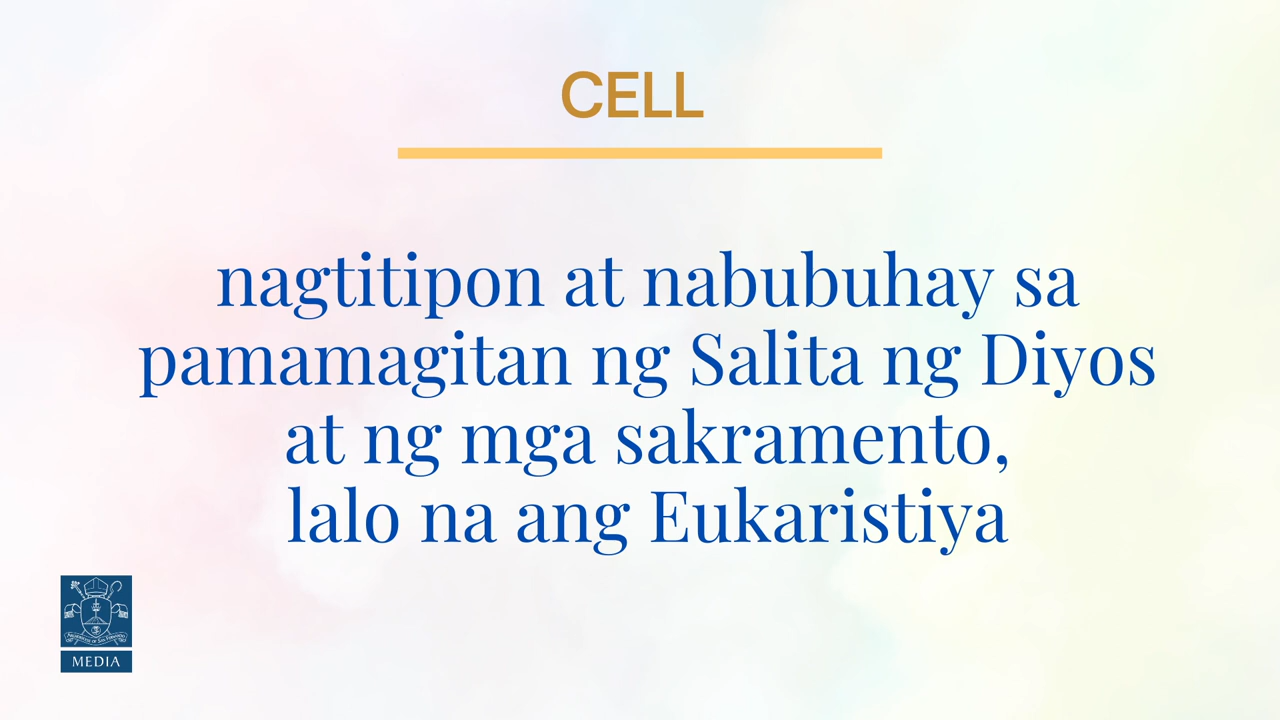 CELL
nagtitipon at nabubuhay sa
pamamagitan ng Salita ng Diyos
at ng mga sakramento,
lalo na ang Eukaristiya
MEDIA